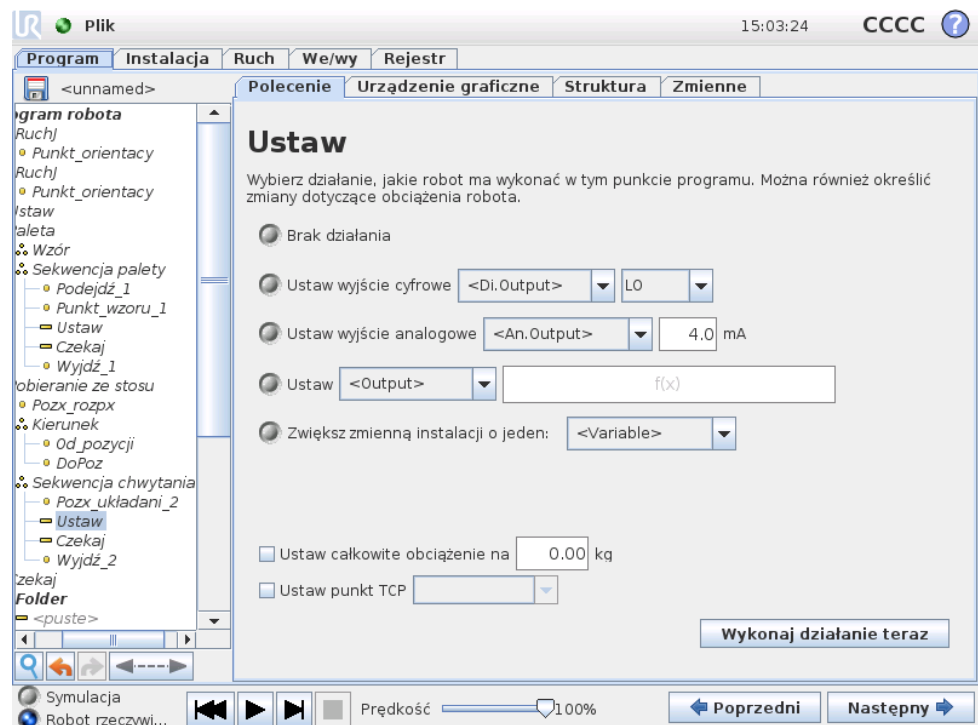 Plik 15:03:24 CCCC ?
Program Instalacja Ruch We/wy Rejestr
<unnamed>
Polecenie Urządzenie graficzne Struktura Zmienne
ogram robota
RuchJ
Punkt_orientacy
RuchJ
Punkt_orientacy
Istaw
aleta
Wzór
Sekwencja palety
Podejdź_1
Punkt_wzoru_1
Ustaw
Czekaj
Wyjdź_1
obieranie ze stosu
Pozx_rozpx
Kierunek
Od_pozycji
DoPoz
Sekwencja chwytania
Pozx_układani_2
Ustaw
Czekaj
Wyjdź_2
zekaj
Folder
<puste>
Ustaw
Wybierz działanie, jakie robot ma wykonać w tym punkcie programu. Można również określić
zmiany dotyczące obciążenia robota.
Brak działania
Ustaw wyjście cyfrowe <Di.Output> LO
Ustaw wyjście analogowe <An.Output> 4.0 mA
Ustaw <Output> f(x)
Zwiększ zmienną instalacji o jeden: <Variable>
Ustaw całkowite obciążenie na 0.00 kg
Ustaw punkt TCP
Wykonaj działanie teraz
Symulacja
Robot rzeczywi...
Prędkość 100%
Poprzedni Następny